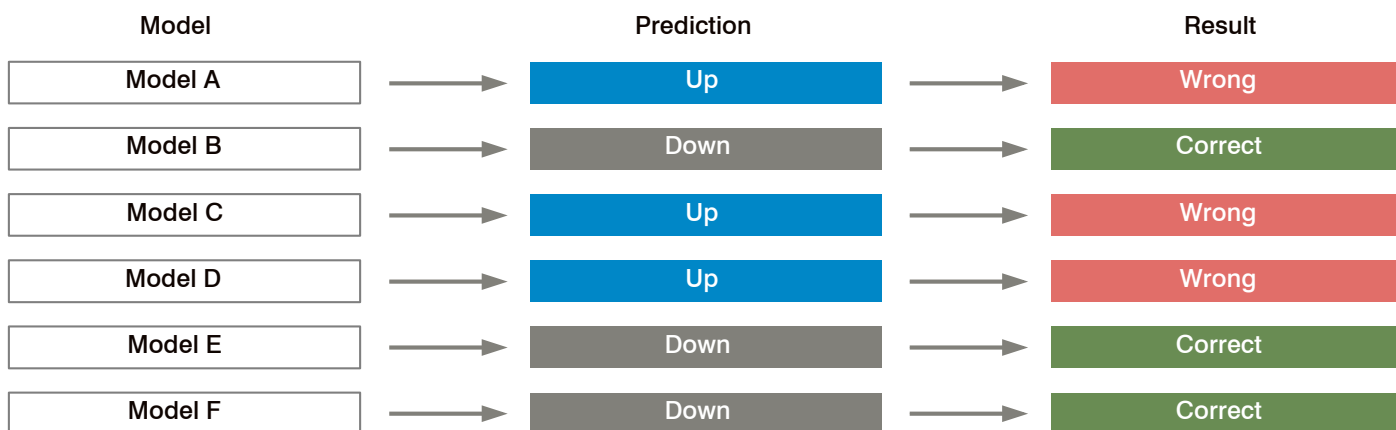 Model Prediction Result
Model A Up Wrong
Model B Down Correct
Model C Up Wrong
Model D Up Wrong
Model E Down Correct
Model F Down Correct